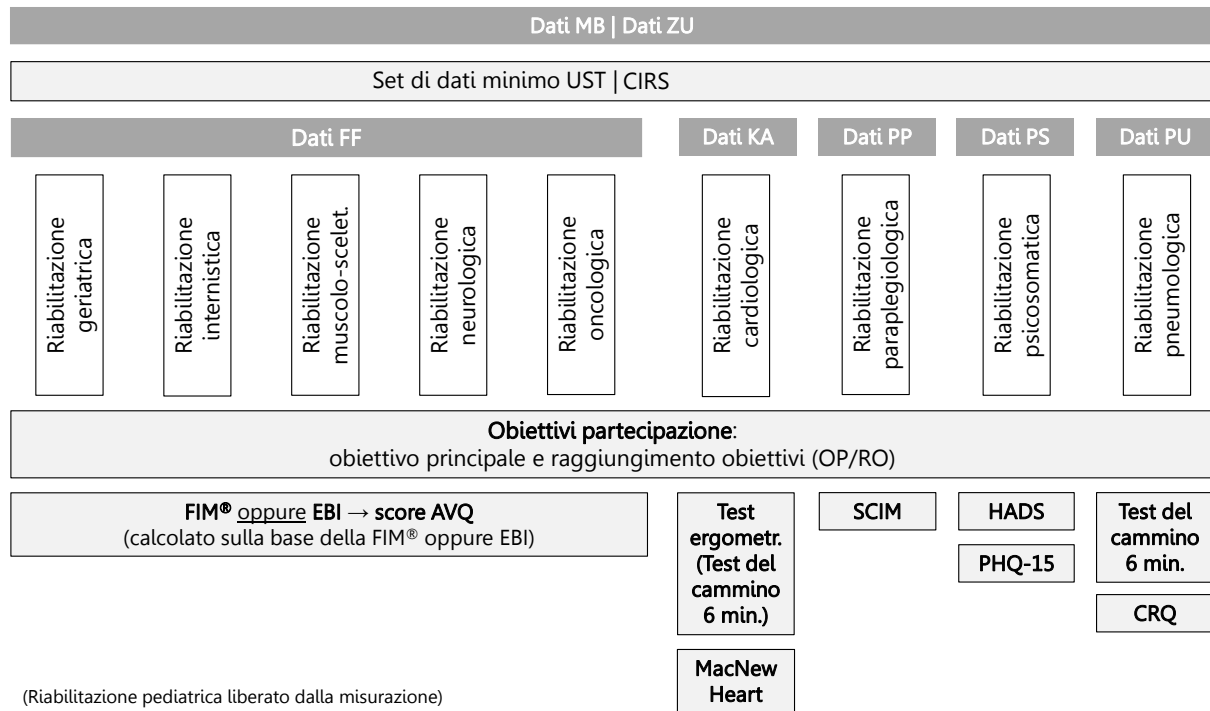 Dati MB | Dati ZU
Set di dati minimo UST | CIRS
Dati FF
Dati KA
Dati PP
Dati PS
Dati PU
Riabilitazione
geriatrica
Riabilitazione
internistica
Riabilitazione
muscolo-scelet.
Riabilitazione
neurologica
Riabilitazione
oncologica
Riabilitazione
cardiologica
Riabilitazione
paraplegiologica
Riabilitazione
psicosomatica
Riabilitazione
pneumologica
Obiettivi partecipazione:
obiettivo principale e raggiungimento obiettivi (OP/RO)
FIM® oppure EBI → score AVQ
(calcolato sulla base della FIM® oppure EBI)
Test
ergometr.
(Test del
cammino
6 min.)
MacNew
Heart
SCIM
HADS
PHQ-15
Test del
cammino
6 min.
CRQ
(Riabilitazione pediatrica liberato dalla misurazione)